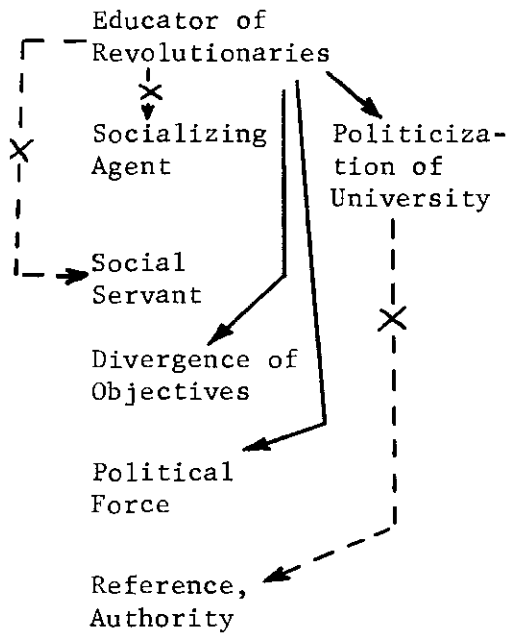 Educator of
Revolutionaries
Socializing
Agent
Politiciza-
tion of
University
Social
Servant
Divergence of
Objectives
Political
Force
Reference,
Authority